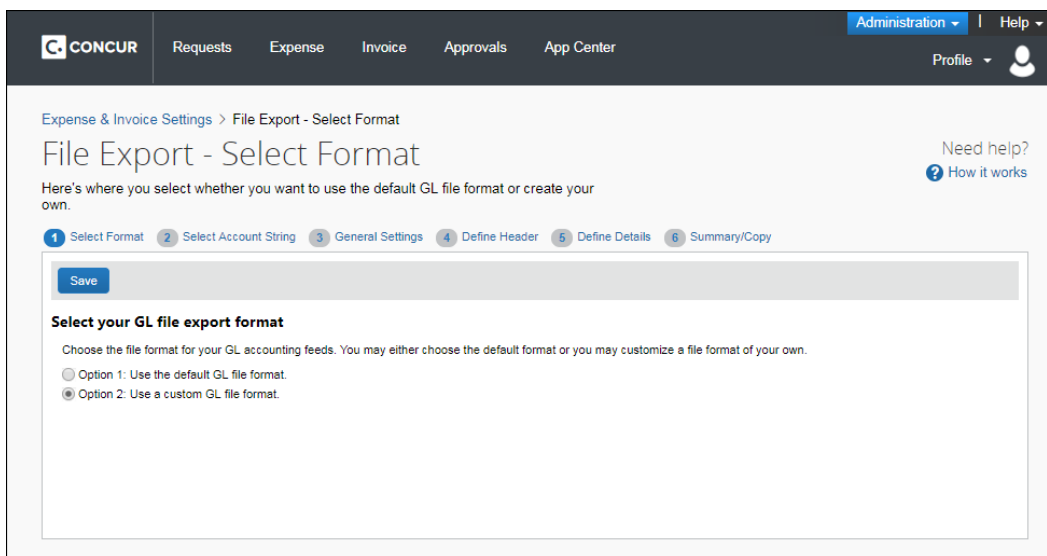 Administration | Help
C. CONCUR Requests Expense Invoice Approvals App Center
Profile
Expense & Invoice Settings > File Export - Select Format
File Export - Select Format
Need help?
Here's where you select whether you want to use the default GL file format or create your
own.
? How it works
1 Select Format 2 Select Account String 3 General Settings 4 Define Header 5 Define Details 6 Summary/Copy
Save
Select your GL file export format
Choose the file format for your GL accounting feeds. You may either choose the default format or you may customize a file format of your own.
Option 1: Use the default GL file format.
Option 2: Use a custom GL file format.